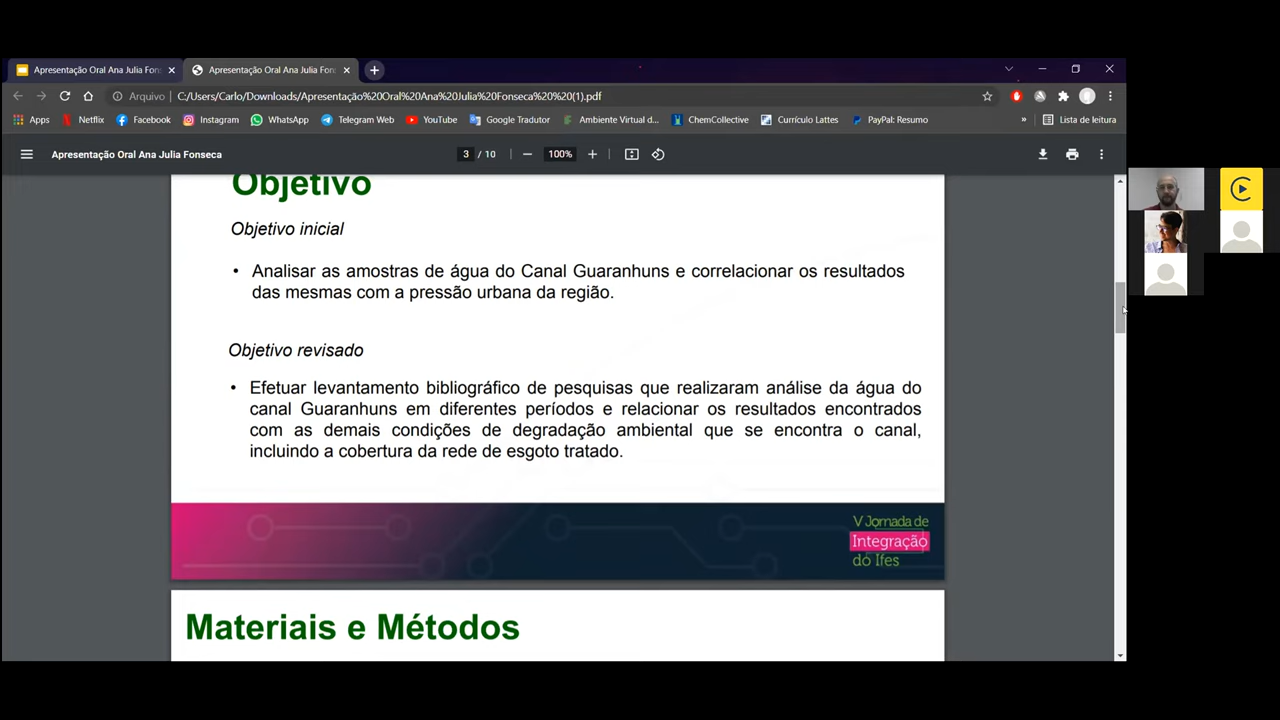 Apresentação Oral Ana Julia Fons
Apresentação Oral Ana Julia Fons
Arquivo
C:/Users/Carlo/Downloads/Apresentação%20Oral%20Ana%20Julia%20Fonseca%20%20(1).pdf
Apps
Netflix
Facebook
Instagram
WhatsApp
Telegram Web
YouTube
Google Tradutor
Ambiente Virtual d...
ChemCollective
Currículo Lattes
PayPal: Resumo
»
Lista de leitura
Apresentação Oral Ana Julia Fonseca
3 / 10
100%
Objetivo
Objetivo inicial
• Analisar as amostras de água do Canal Guaranhuns e correlacionar os resultados
das mesmas com a pressão urbana da região.
Objetivo revisado
• Efetuar levantamento bibliográfico de pesquisas que realizaram análise da água do
canal Guaranhuns em diferentes períodos e relacionar os resultados encontrados
com as demais condições de degradação ambiental que se encontra o canal,
incluindo a cobertura da rede de esgoto tratado.
V Jornada de
Integração
do Ifes
Materiais e Métodos